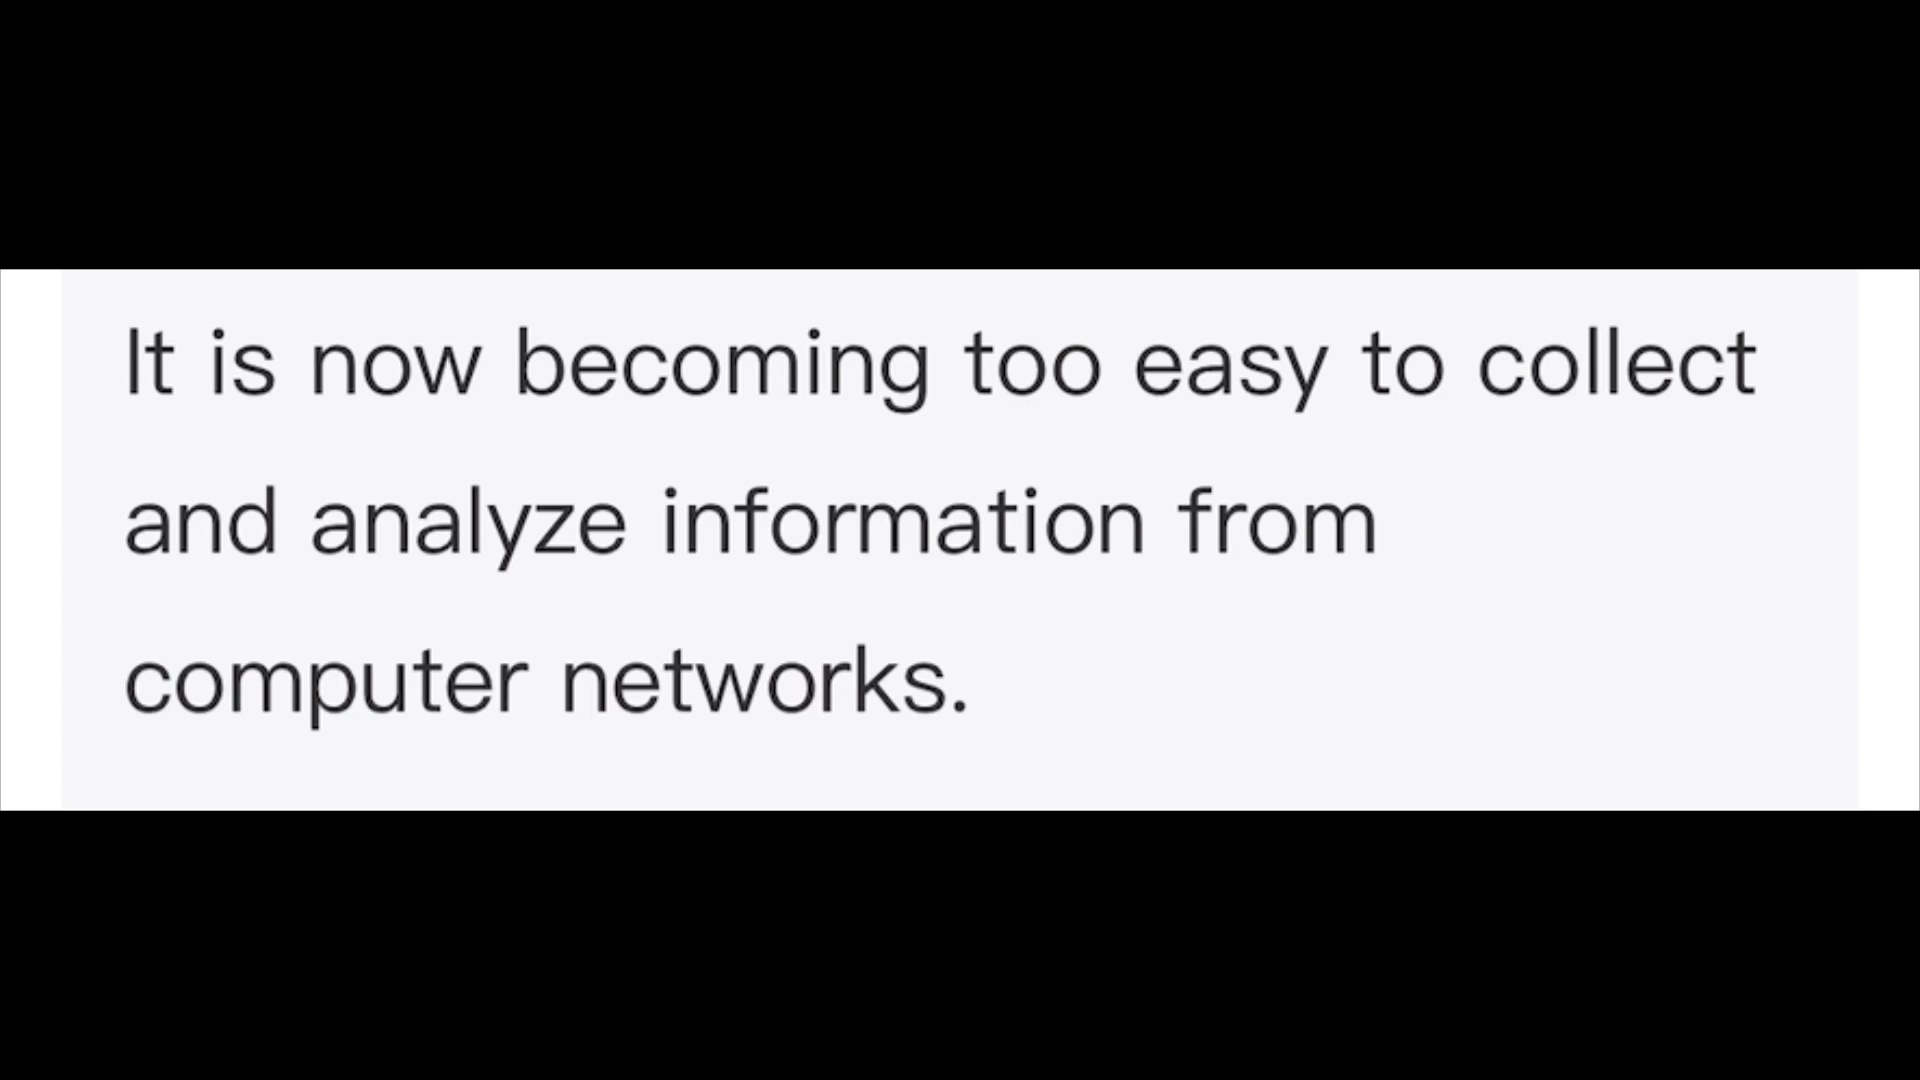 It is now becoming too easy to collect
and analyze information from
computer networks.